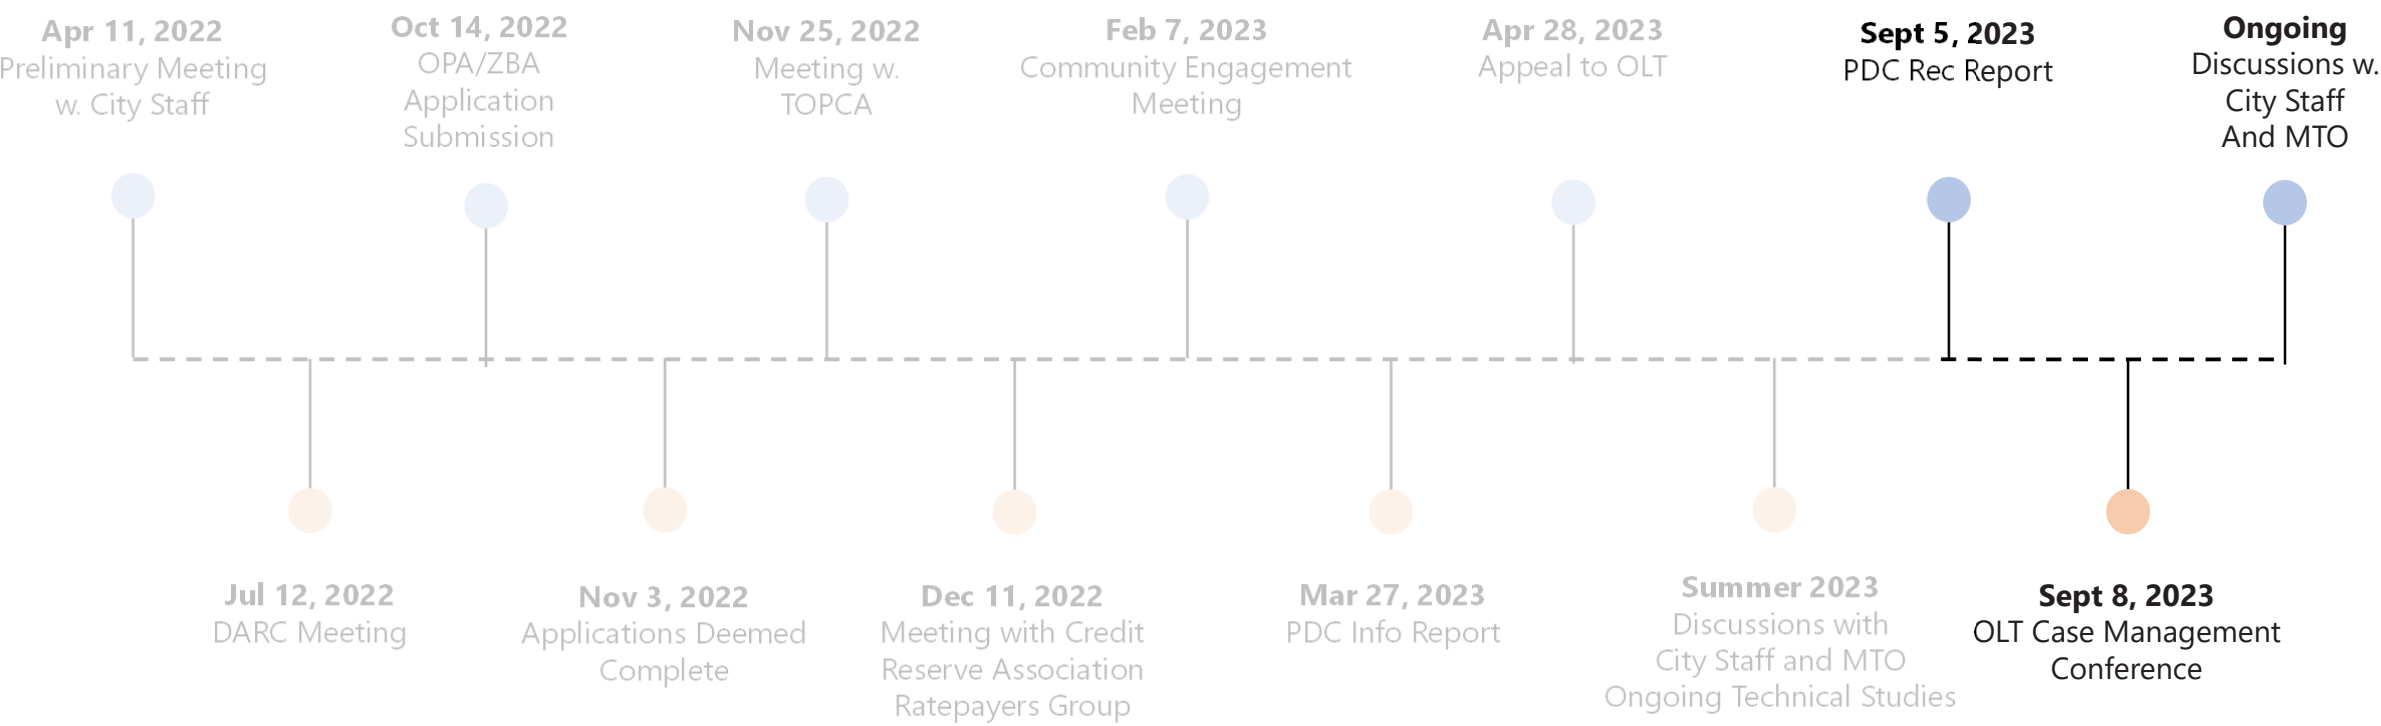 Apr 11, 2022
Preliminary Meeting
w. City Staff
Oct 14, 2022
OPA/ZBA
Application
Submission
Nov 25, 2022
Meeting w.
TOPCA
Feb 7, 2023
Community Engagement
Meeting
Apr 28, 2023
Appeal to OLT
Sept 5, 2023
PDC Rec Report
Ongoing
Discussions w.
City Staff
And MTO
Jul 12, 2022
DARC Meeting
Nov 3, 2022
Applications Deemed
Complete
Dec 11, 2022
Meeting with Credit
Reserve Association
Ratepayers Group
Mar 27, 2023
PDC Info Report
Summer 2023
Discussions with
City Staff and MTO
Ongoing Technical Studies
Sept 8, 2023
OLT Case Management
Conference